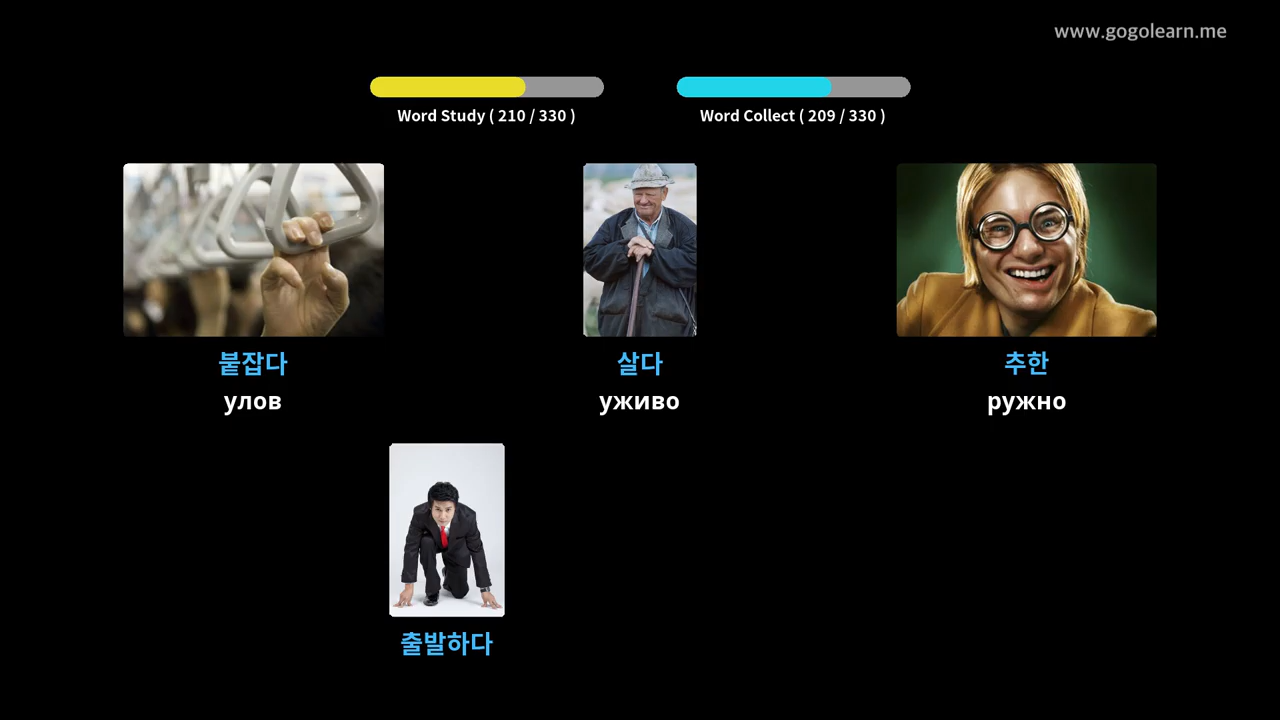 www.gogolearn.me
Word Study ( 210 / 330 )
Word Collect ( 209 / 330 )
붙잡다
улов
살다
уживо
추한
ружно
출발하다